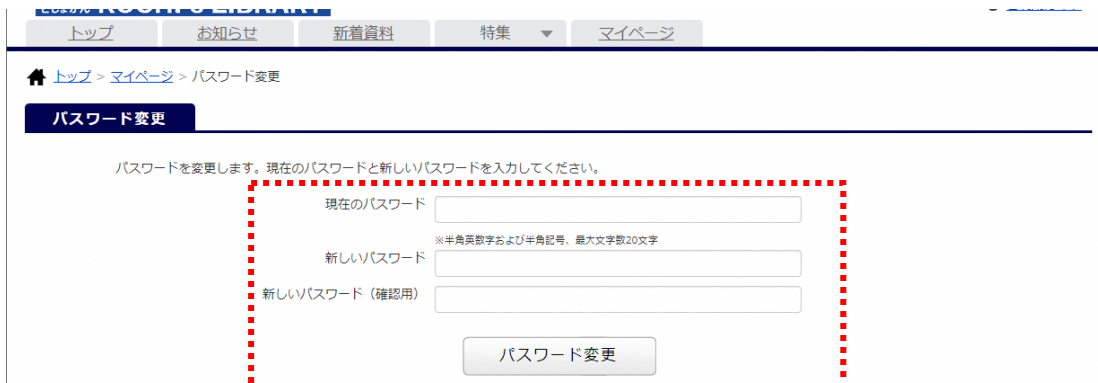 トップ お知らせ 新着資料 特集 ▼ マイページ
トップ > マイページ > パスワード変更
パスワード変更
パスワードを変更します。現在のパスワードと新しいパスワードを入力してください。
現在のパスワード
※半角英数字および半角記号、最大文字数20文字
新しいパスワード
新しいパスワード（確認用）
パスワード変更